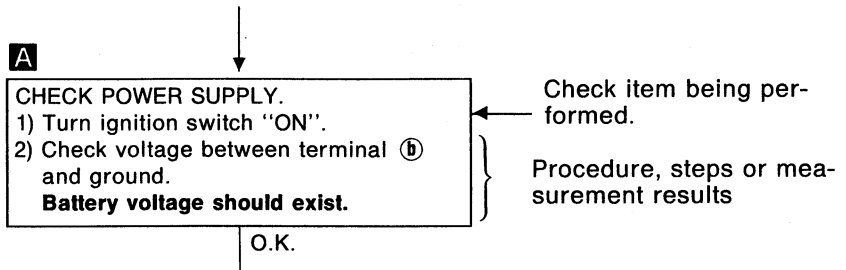 A
CHECK POWER SUPPLY.
1) Turn ignition switch "ON".
2) Check voltage between terminal ⓑ
and ground.
Battery voltage should exist.
O.K.
Check item being per-
formed.
Procedure, steps or mea-
surement results